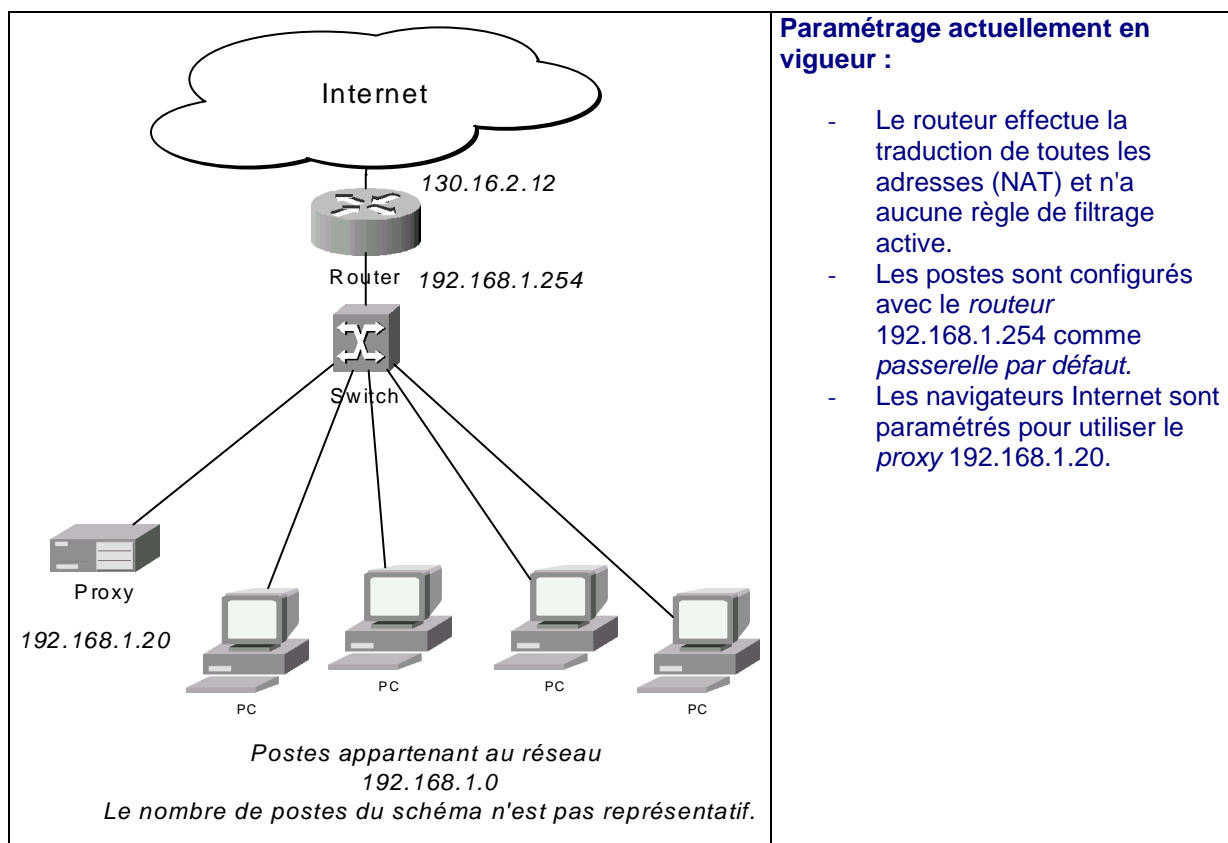 Internet
130.16.2.12
Router
192.168.1.254
Switch
Proxy
192.168.1.20
PC
PC
PC
PC
Postes appartenant au réseau
192.168.1.0
Le nombre de postes du schéma n'est pas représentatif.
Paramétrage actuellement en
vigueur :
- Le routeur effectue la
traduction de toutes les
adresses (NAT) et n'a
aucune règle de filtrage
active.
- Les postes sont configurés
avec le routeur
192.168.1.254 comme
passerelle par défaut.
- Les navigateurs Internet sont
paramétrés pour utiliser le
proxy 192.168.1.20.